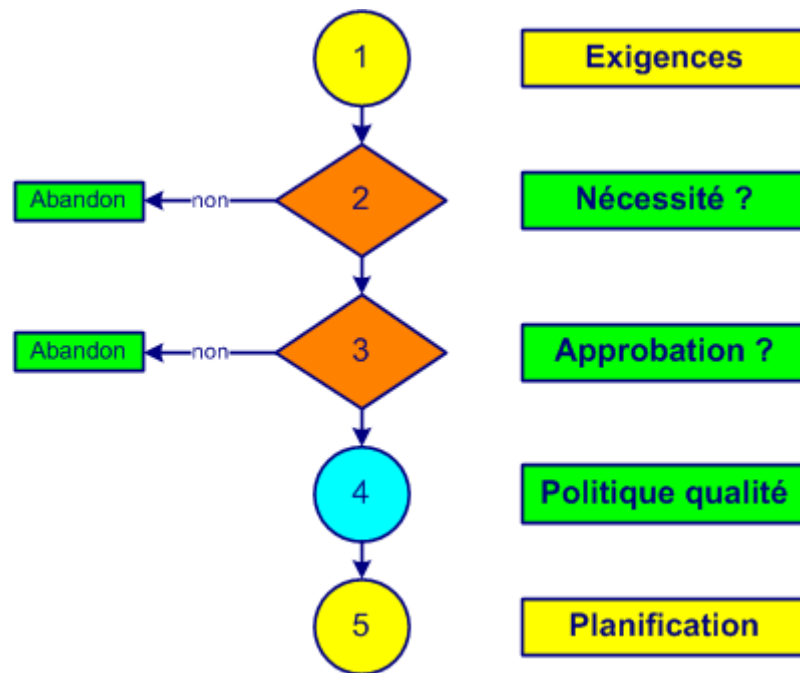 1
Exigences
Abandon
non
2
Nécessité ?
Abandon
non
3
Approbation ?
4
Politique qualité
5
Planification